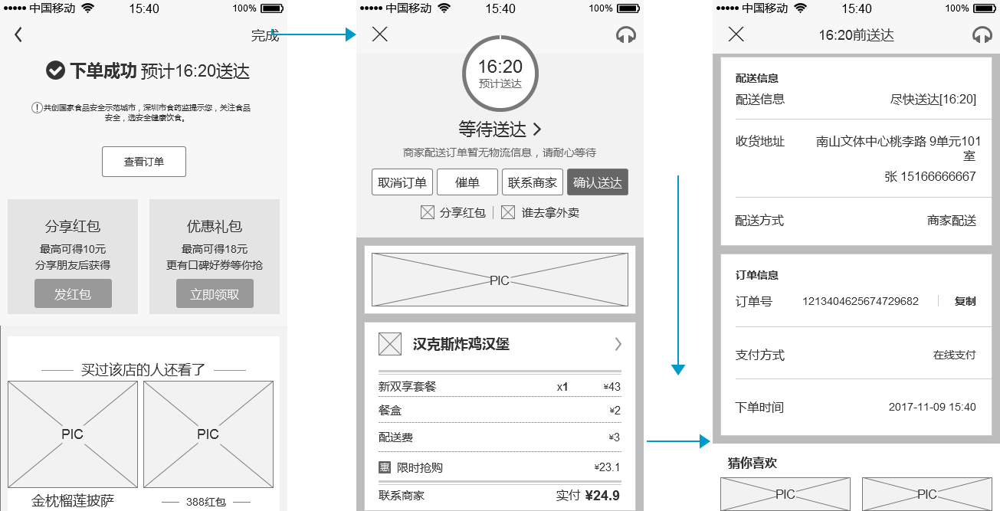 中国移动 15:40 100%
完成
下单成功 预计16:20送达
共创国家食品安全示范城市，深圳市食药监提示您，关注食品
安全，选安全健康饮食。
查看订单
分享红包
最高可得10元
分享朋友后获得
发红包
优惠礼包
最高可得18元
更有口碑好券等你抢
立即领取
买过该店的人还看了
PIC
PIC
金枕榴莲披萨
388红包
中国移动 15:40 100%
16:20
预计送达
等待送达
商家配送订单暂无物流信息，请耐心等待
取消订单 催单 联系商家 确认送达
分享红包 谁去拿外卖
PIC
汉克斯炸鸡汉堡
新双享套餐 x1 ¥43
餐盒 ¥2
配送费 ¥3
惠 限时抢购 ¥23.1
联系商家 实付 ¥24.9
中国移动 15:40 100%
16:20前送达
配送信息
配送信息 尽快送达[16:20]
收货地址 南山文体中心桃李路 9单元101
室
张 15166666667
配送方式 商家配送
订单信息
订单号 1213404625674729682 复制
支付方式 在线支付
下单时间 2017-11-09 15:40
猜你喜欢
PIC
PIC